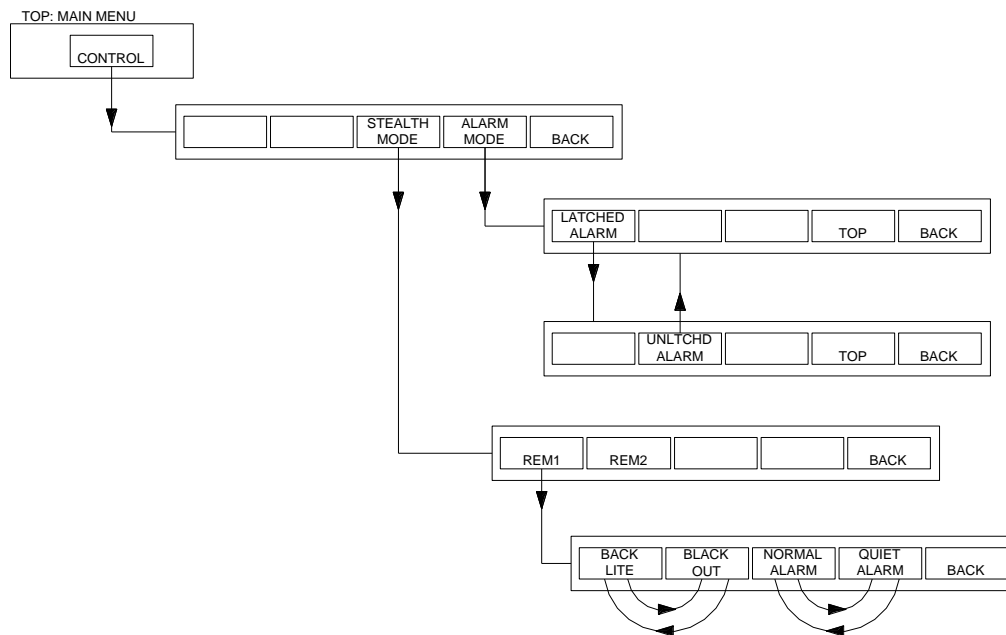 TOP: MAIN MENU
CONTROL
STEALTH
MODE
ALARM
MODE
BACK
LATCHED
ALARM
TOP
BACK
UNLTCHD
ALARM
TOP
BACK
REM1
REM2
BACK
BACK
LITE
BLACK
OUT
NORMAL
ALARM
QUIET
ALARM
BACK